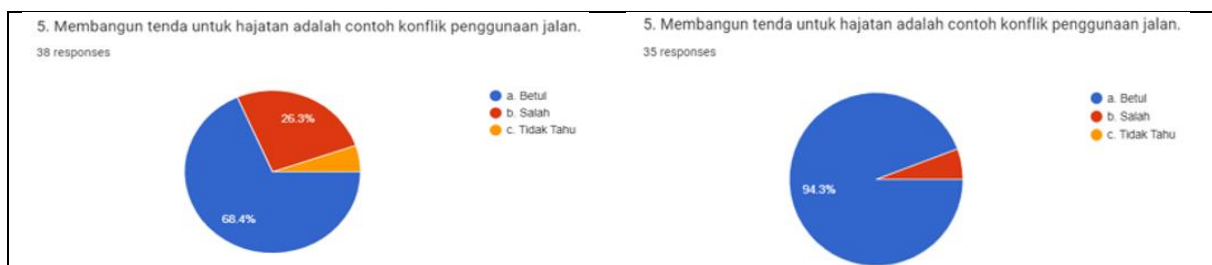 5. Membangun tenda untuk hajatan adalah contoh konflik penggunaan jalan.
38 responses
a. Betul
b. Salah
c. Tidak Tahu
26.3%
68.4%
5. Membangun tenda untuk hajatan adalah contoh konflik penggunaan jalan.
35 responses
a. Betul
b. Salah
c. Tidak Tahu
94.3%